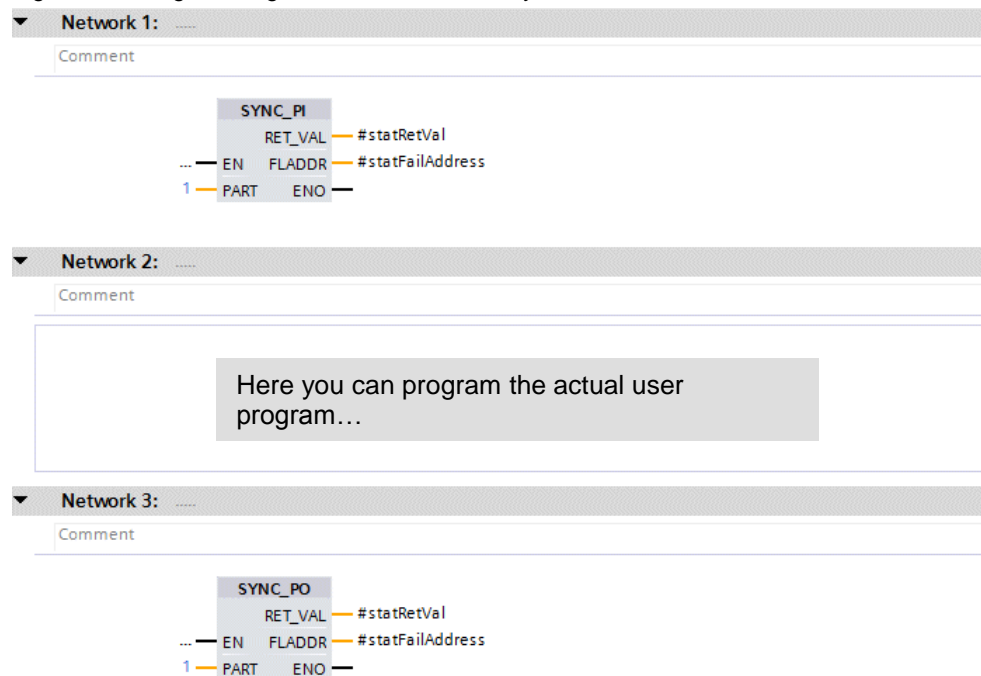 Network 1: .....
Comment
SYNC_PI
RET_VAL #statRetVal
... EN FLADDR #statFailAddress
1 PART ENO
Network 2: .....
Comment
Here you can program the actual user
program…
Network 3: .....
Comment
SYNC_PO
RET_VAL #statRetVal
... EN FLADDR #statFailAddress
1 PART ENO